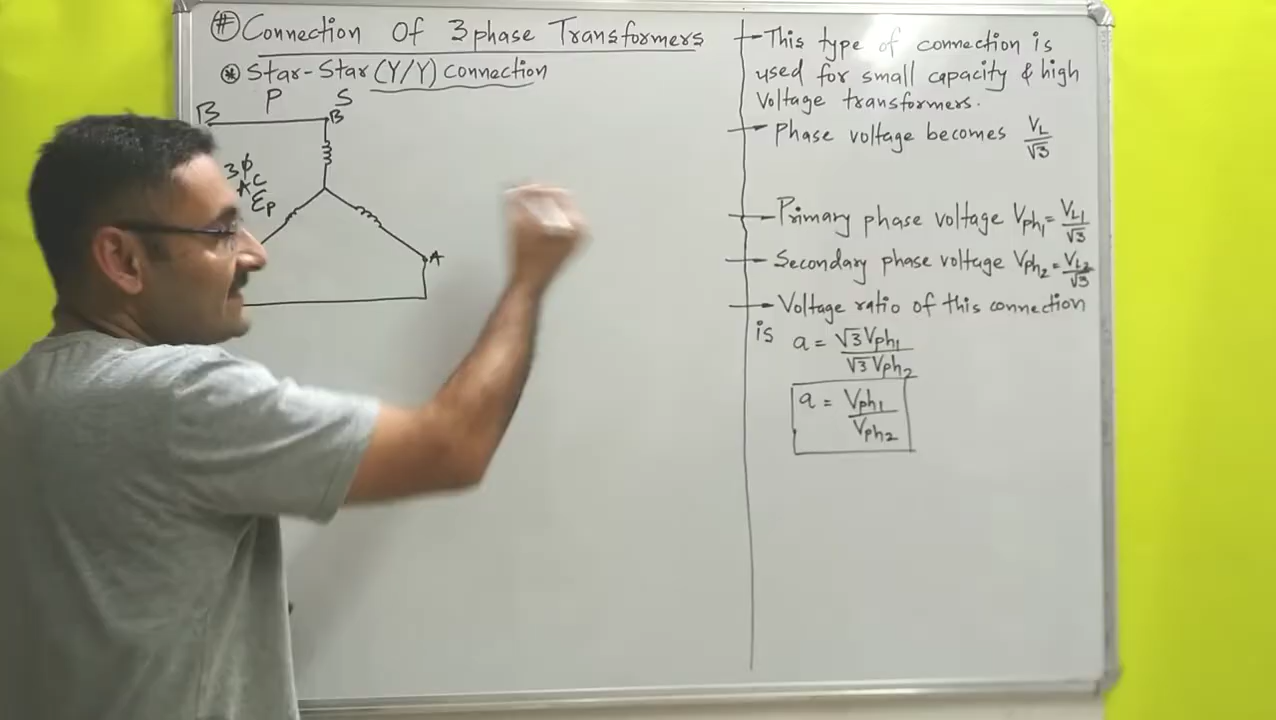 # Connection Of 3phase Transformers
* Star-Star (Y/Y) connection
P S
B B
3ϕ
AC
Ep
A
This type of connection is
used for small capacity & high
Voltage transformers.
Phase voltage becomes VL/√3
Primary phase voltage Vph1 = VL1/√3
Secondary phase voltage Vph2 = VL2/√3
Voltage ratio of this connection
is a = √3Vph1/√3Vph2
a = Vph1/Vph2